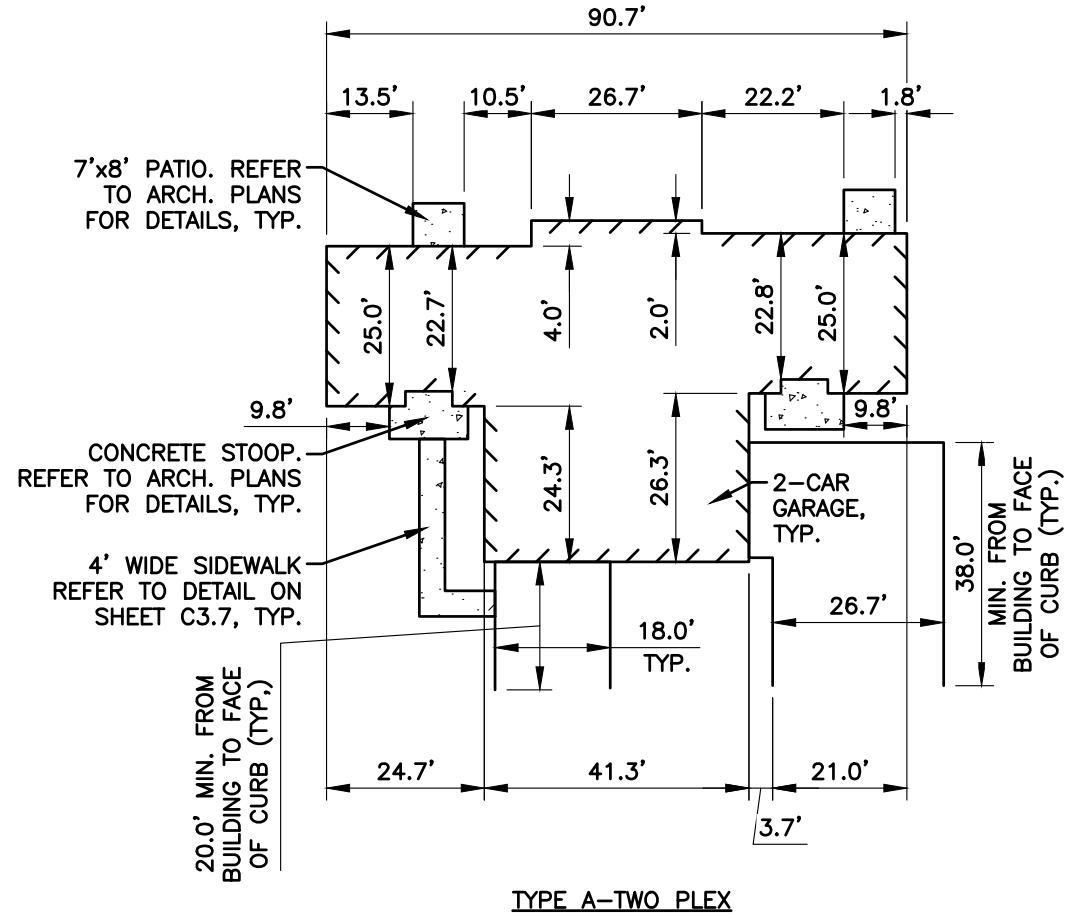 90.7'
13.5'
10.5'
26.7'
22.2'
1.8'
7'x8' PATIO. REFER
TO ARCH. PLANS
FOR DETAILS, TYP.
25.0'
22.7'
4.0'
2.0'
22.8'
25.0'
9.8'
9.8'
CONCRETE STOOP.
REFER TO ARCH. PLANS
FOR DETAILS, TYP.
24.3'
26.3'
2-CAR
GARAGE,
TYP.
38.0'
MIN. FROM
BUILDING TO FACE
OF CURB (TYP.)
4' WIDE SIDEWALK
REFER TO DETAIL ON
SHEET C3.7, TYP.
26.7'
18.0'
TYP.
20.0' MIN. FROM
BUILDING TO FACE
OF CURB (TYP,)
24.7'
41.3'
21.0'
3.7'
TYPE A-TWO PLEX